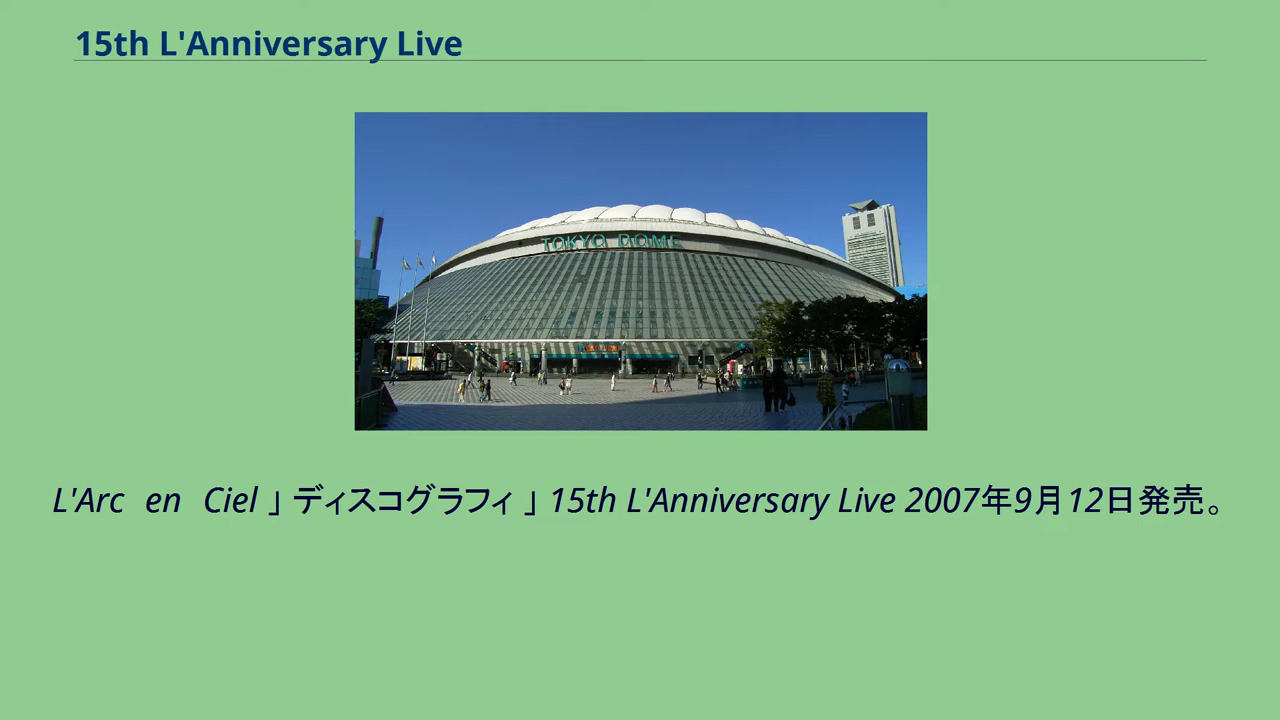 15th L'Anniversary Live
TOKYO DOME
L'Arc en Ciel 」 ディスコグラフィ 」 15th L'Anniversary Live 2007年9月12日発売。